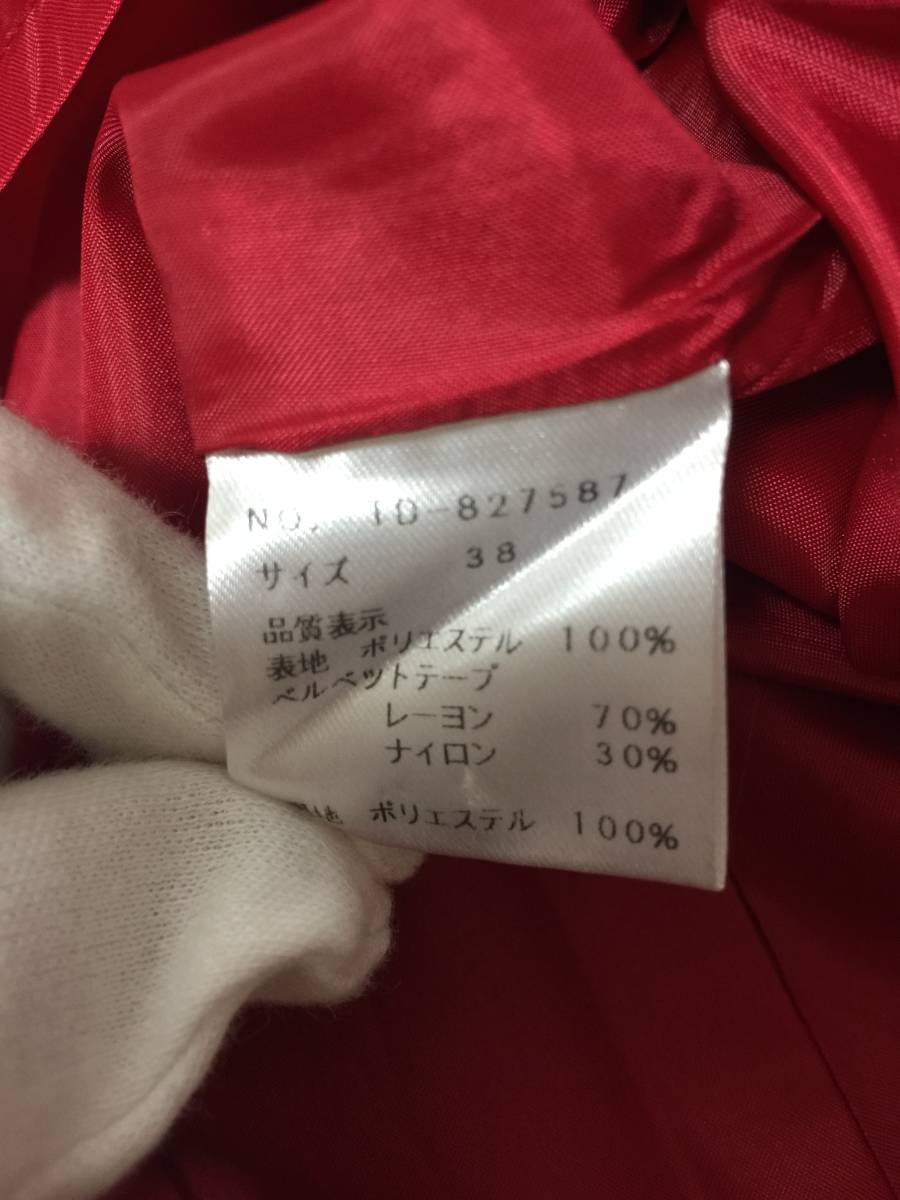 NO. 10-827587
サイズ 38
品質表示
表地 ポリエステル 100%
ベルベットテープ
レーヨン 70%
ナイロン 30%
ポリエステル 100%